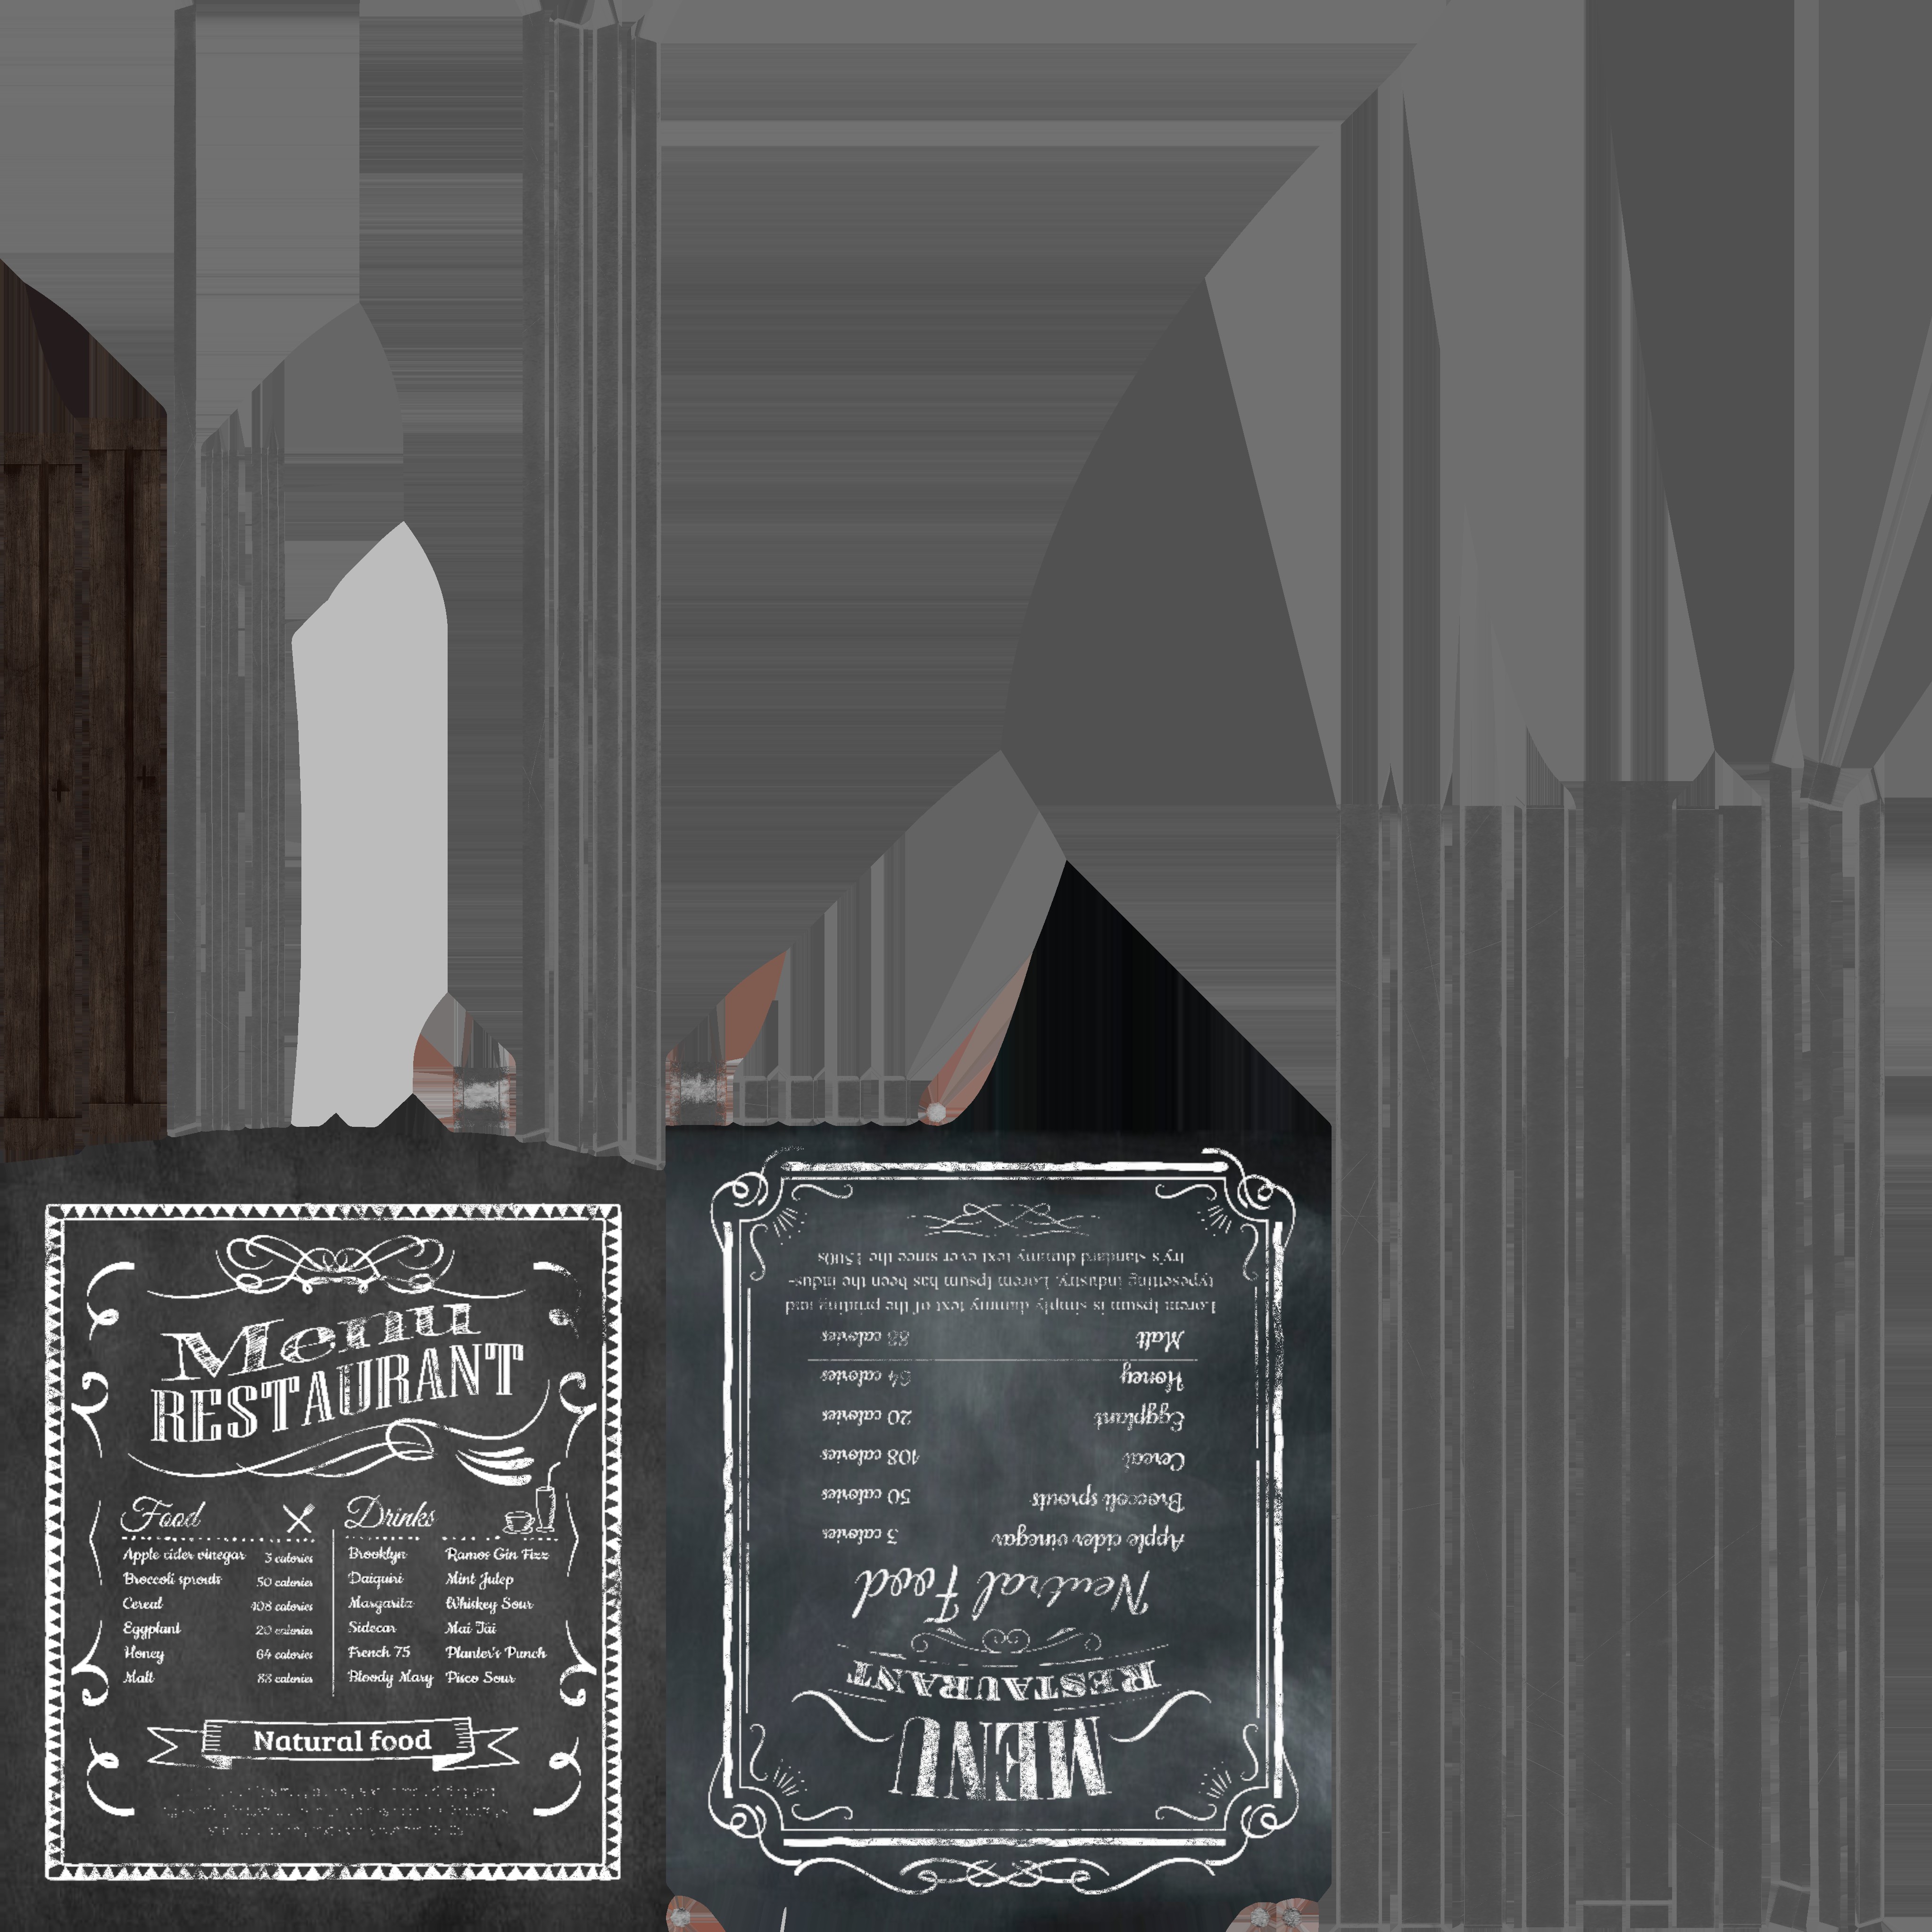 Menu
RESTAURANT
Food
Apple cider vinegar 3 calories
Broccoli sprouts 50 calories
Cereal 108 calories
Eggplant 20 calories
Honey 64 calories
Malt 83 calories
Drinks
Brooklyn Ramos Gin Fizz
Daiquiri Mint Julep
Margarita Whiskey Sour
Sidecar Mai Tai
French 75 Planter's Punch
Bloody Mary Pisco Sour
Natural food
MENU
RESTAURANT
Neutral Food
Apple cider vinegar 3 calories
Broccoli sprouts 50 calories
Cereal 108 calories
Eggplant 20 calories
Honey 64 calories
Malt 83 calories
Lorem Ipsum is simply dummy text of the printing and
typesetting industry. Lorem Ipsum has been the indus-
try's standard dummy text ever since the 1500s